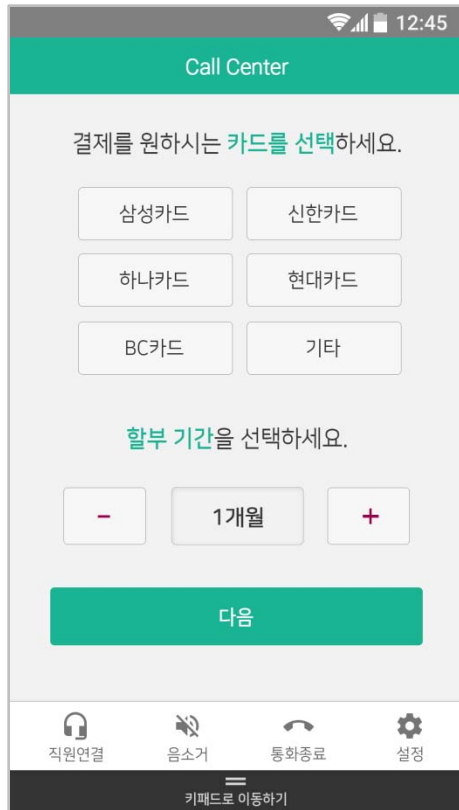 12:45
Call Center
결제를 원하시는 카드를 선택하세요.
삼성카드 신한카드
하나카드 현대카드
BC카드 기타
할부 기간을 선택하세요.
- 1개월 +
다음
직원연결 음소거 통화종료 설정
키패드로 이동하기